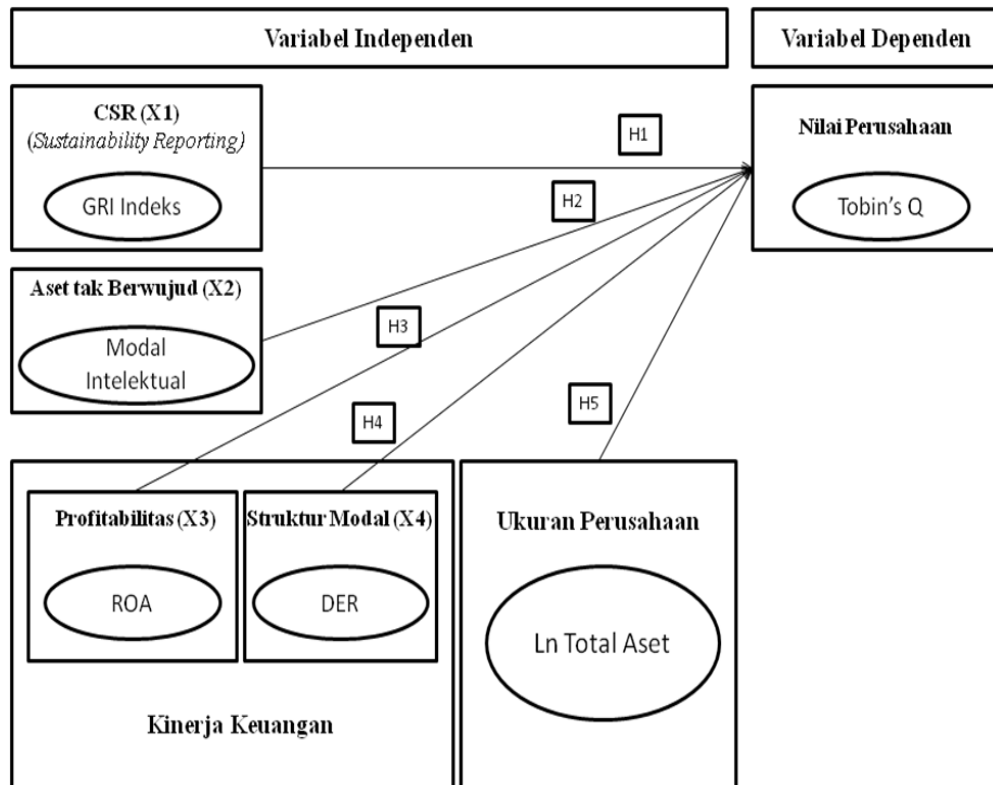 Variabel Independen
Variabel Dependen
CSR (X1)
(Sustainability Reporting)
GRI Indeks
H1
H2
Nilai Perusahaan
Tobin's Q
Aset tak Berwujud (X2)
Modal
Intelektual
H3
H4
H5
Profitabilitas (X3)
ROA
Struktur Modal (X4)
DER
Kinerja Keuangan
Ukuran Perusahaan
Ln Total Aset